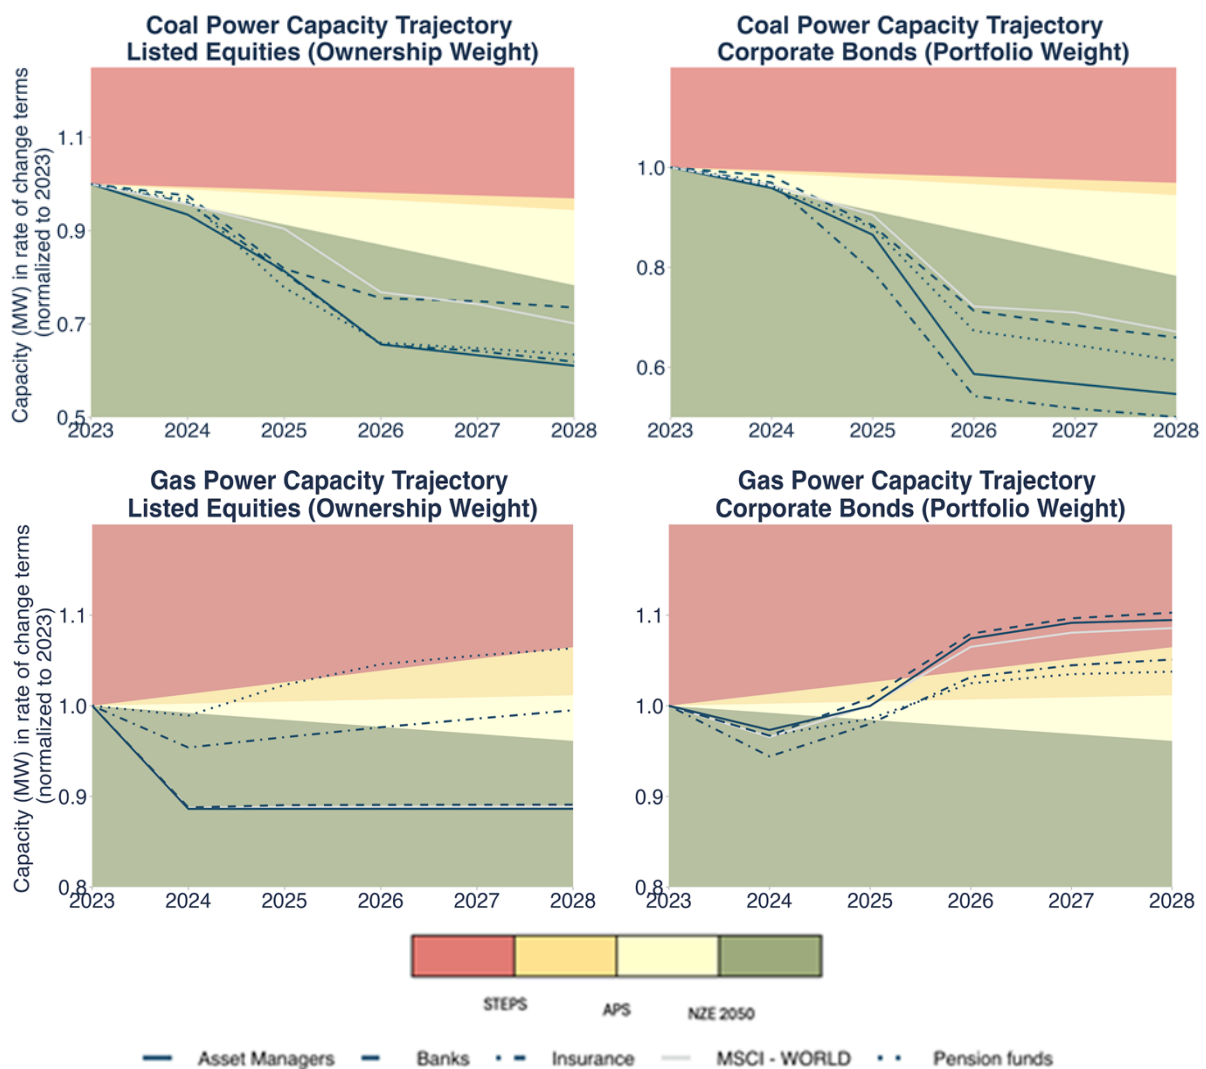 Coal Power Capacity Trajectory
Listed Equities (Ownership Weight)
Coal Power Capacity Trajectory
Corporate Bonds (Portfolio Weight)
Capacity (MW) in rate of change terms
(normalized to 2023)
1.1
0.9
0.7
0.5
2023 2024 2025 2026 2027 2028
1.0
0.8
0.6
2023 2024 2025 2026 2027 2028
Gas Power Capacity Trajectory
Listed Equities (Ownership Weight)
Gas Power Capacity Trajectory
Corporate Bonds (Portfolio Weight)
Capacity (MW) in rate of change terms
(normalized to 2023)
1.1
1.0
0.9
0.8
2023 2024 2025 2026 2027 2028
1.1
1.0
0.9
0.8
2023 2024 2025 2026 2027 2028
STEPS APS NZE 2050
Asset Managers Banks Insurance MSCI - WORLD Pension funds